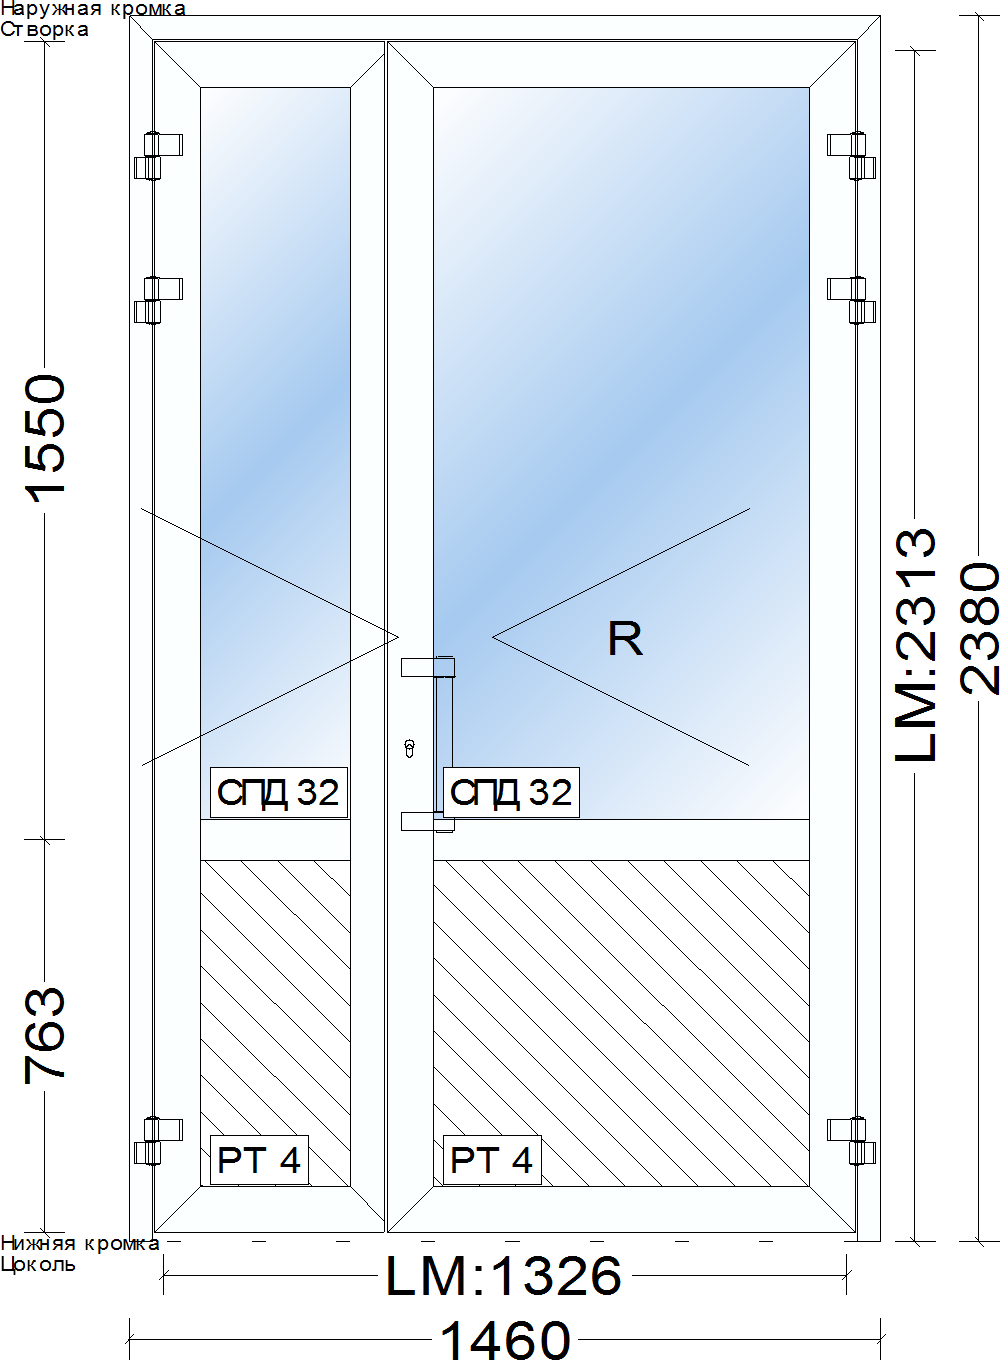 Наружная кромка
Створка
1550
R
LM:2313
2380
СПД 32
СПД 32
763
РТ 4
РТ 4
Нижняя кромка
Цоколь
LM:1326
1460